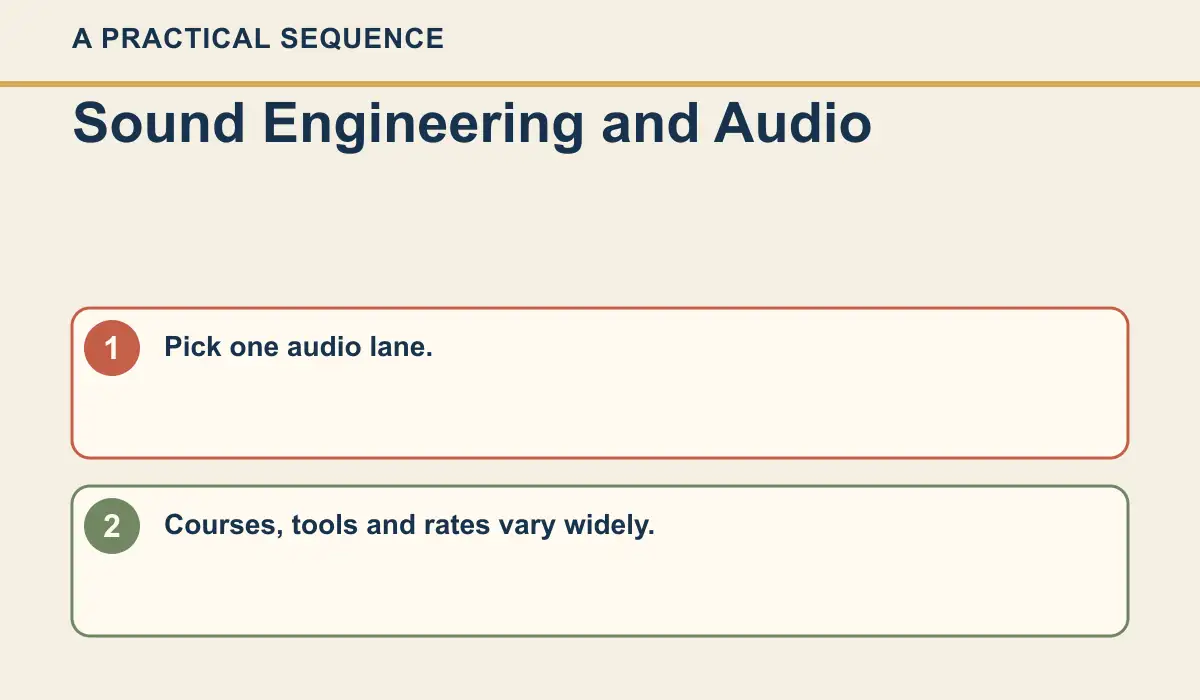 A PRACTICAL SEQUENCE
Sound Engineering and Audio
1 Pick one audio lane.
2 Courses, tools and rates vary widely.